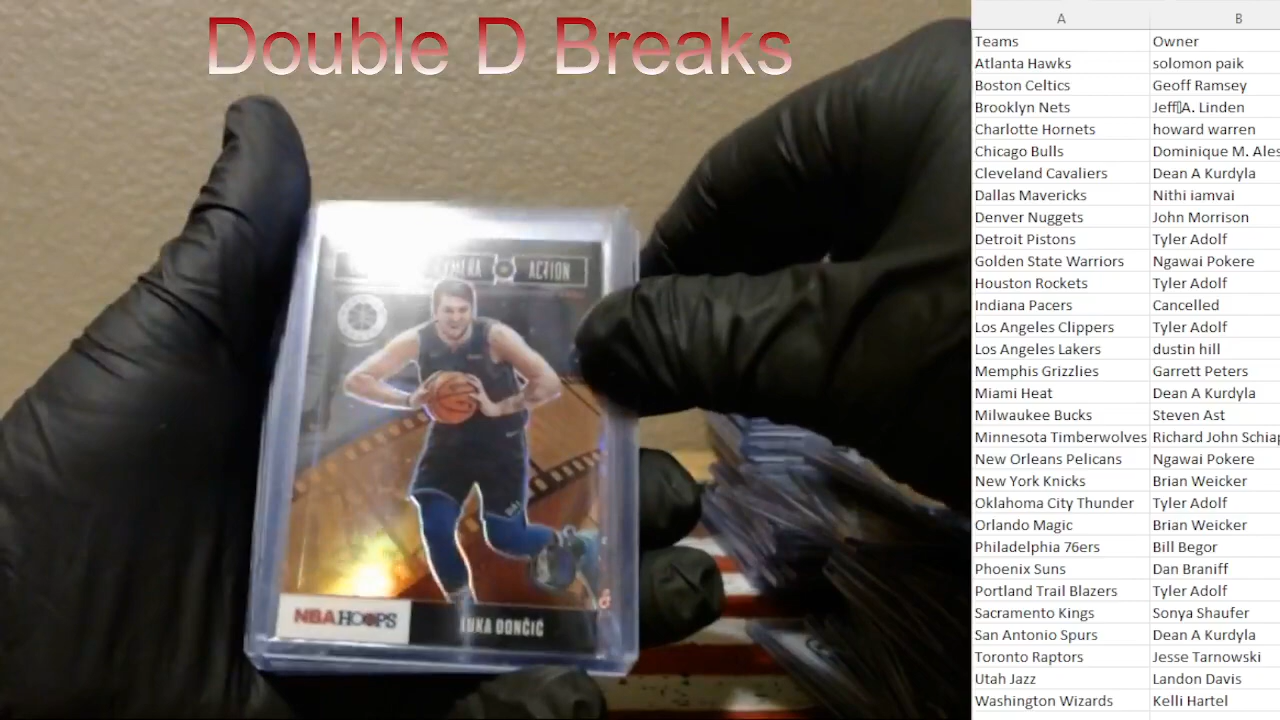 Double D Breaks
ACTION
NBA HOOPS
LUKA DONČIĆ
A B
Teams Owner
Atlanta Hawks solomon paik
Boston Celtics Geoff Ramsey
Brooklyn Nets Jeff▯A. Linden
Charlotte Hornets howard warren
Chicago Bulls Dominique M. Ales
Cleveland Cavaliers Dean A Kurdyla
Dallas Mavericks Nithi iamvai
Denver Nuggets John Morrison
Detroit Pistons Tyler Adolf
Golden State Warriors Ngawai Pokere
Houston Rockets Tyler Adolf
Indiana Pacers Cancelled
Los Angeles Clippers Tyler Adolf
Los Angeles Lakers dustin hill
Memphis Grizzlies Garrett Peters
Miami Heat Dean A Kurdyla
Milwaukee Bucks Steven Ast
Minnesota Timberwolves Richard John Schiap
New Orleans Pelicans Ngawai Pokere
New York Knicks Brian Weicker
Oklahoma City Thunder Tyler Adolf
Orlando Magic Brian Weicker
Philadelphia 76ers Bill Begor
Phoenix Suns Dan Braniff
Portland Trail Blazers Tyler Adolf
Sacramento Kings Sonya Shaufer
San Antonio Spurs Dean A Kurdyla
Toronto Raptors Jesse Tarnowski
Utah Jazz Landon Davis
Washington Wizards Kelli Hartel